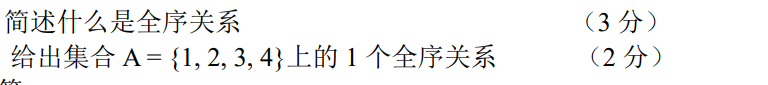 简述什么是全序关系 （3 分）
给出集合 A = {1, 2, 3, 4}上的 1 个全序关系 （2 分）